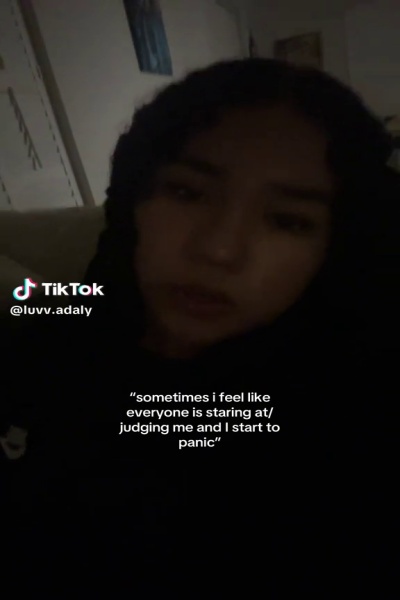 TikTok
@luvv.adaly
“sometimes i feel like
everyone is staring at/
judging me and I start to
panic”